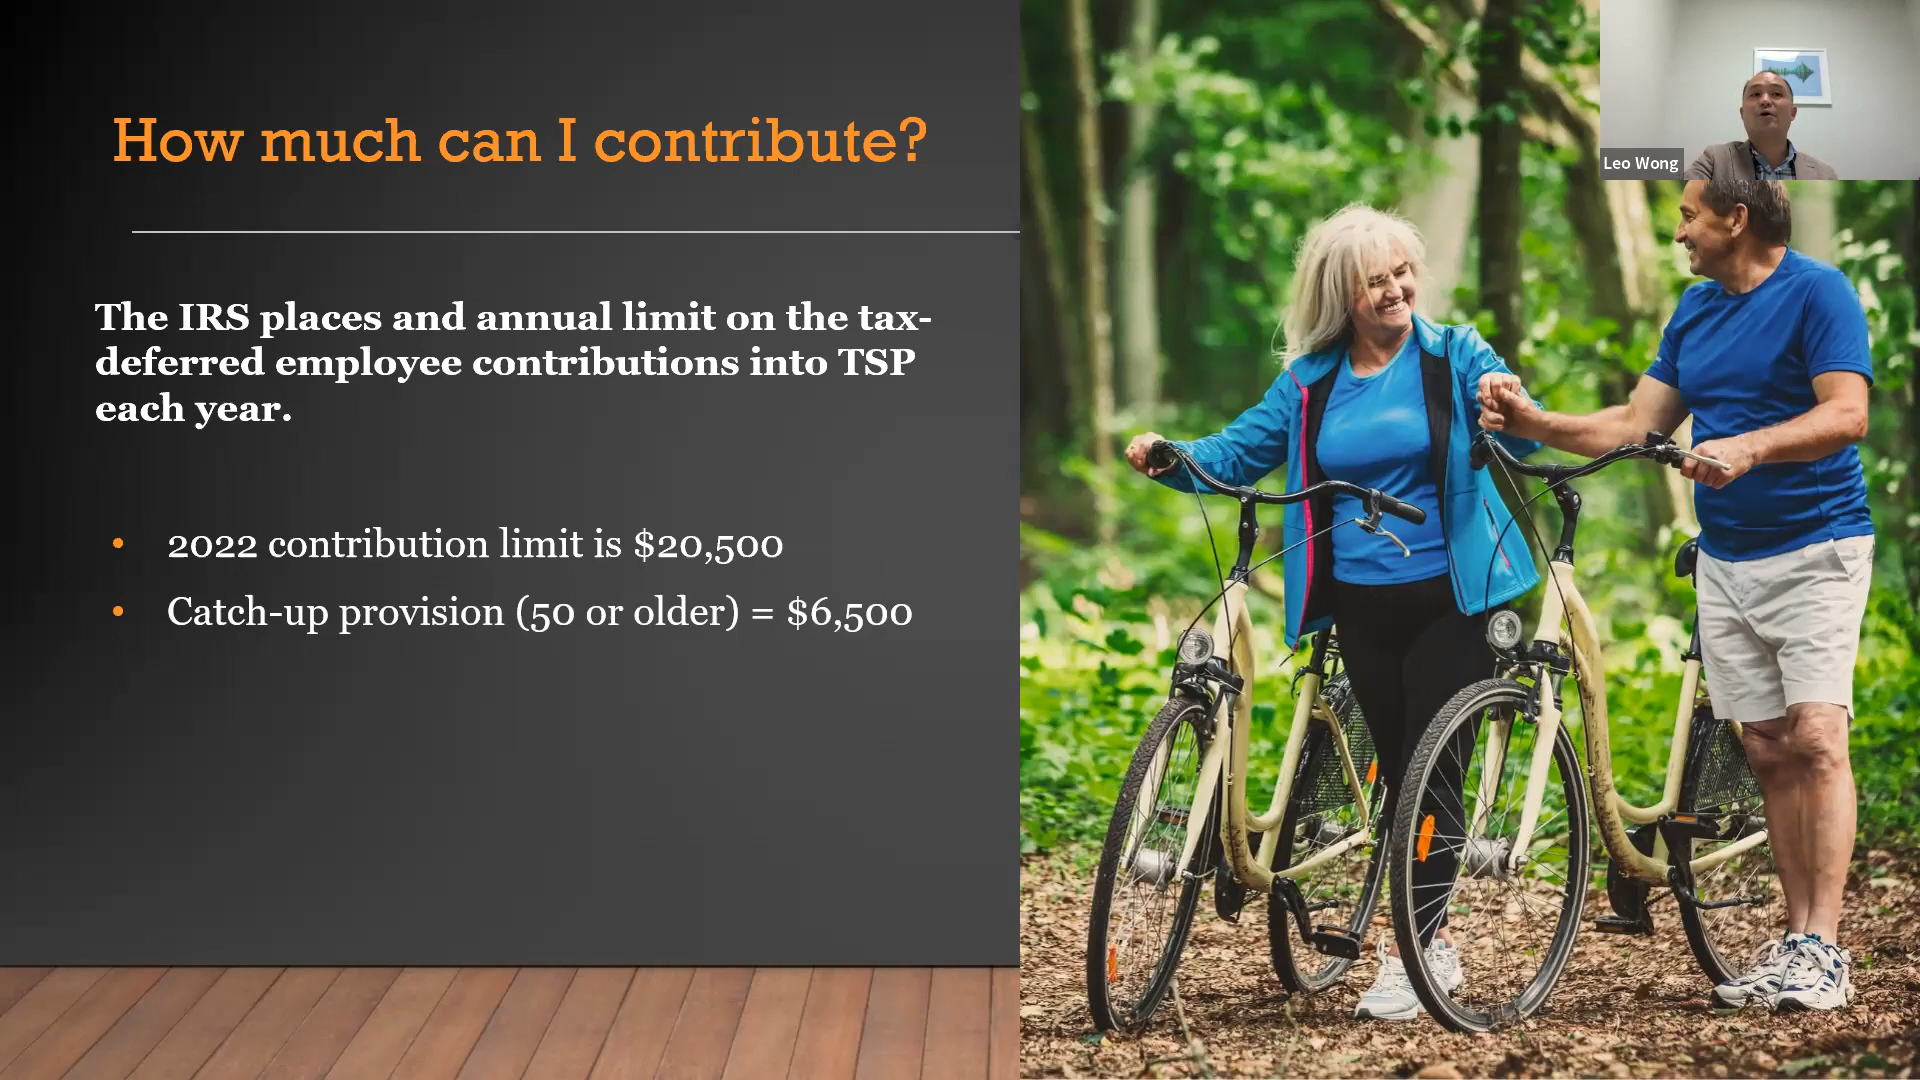 How much can I contribute?
Leo Wong
The IRS places and annual limit on the tax-
deferred employee contributions into TSP
each year.
• 2022 contribution limit is $20,500
• Catch-up provision (50 or older) = $6,500